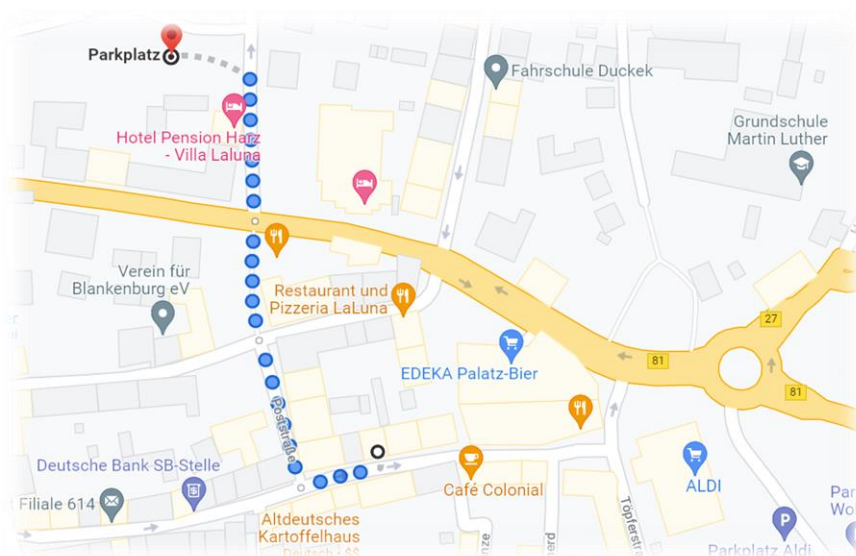 Parkplatz
Fahrschule Duckek
Grundschule
Martin Luther
Hotel Pension Harz
- Villa Laluna
Verein für
Blankenburg eV
Restaurant und
Pizzeria LaLuna
27
81
EDEKA Palatz-Bier
81
Poststraße
Deutsche Bank SB-Stelle
Café Colonial
ALDI
Filiale 614
Altdeutsches
Kartoffelhaus
Deutsch - $$
Parkplatz Aldi